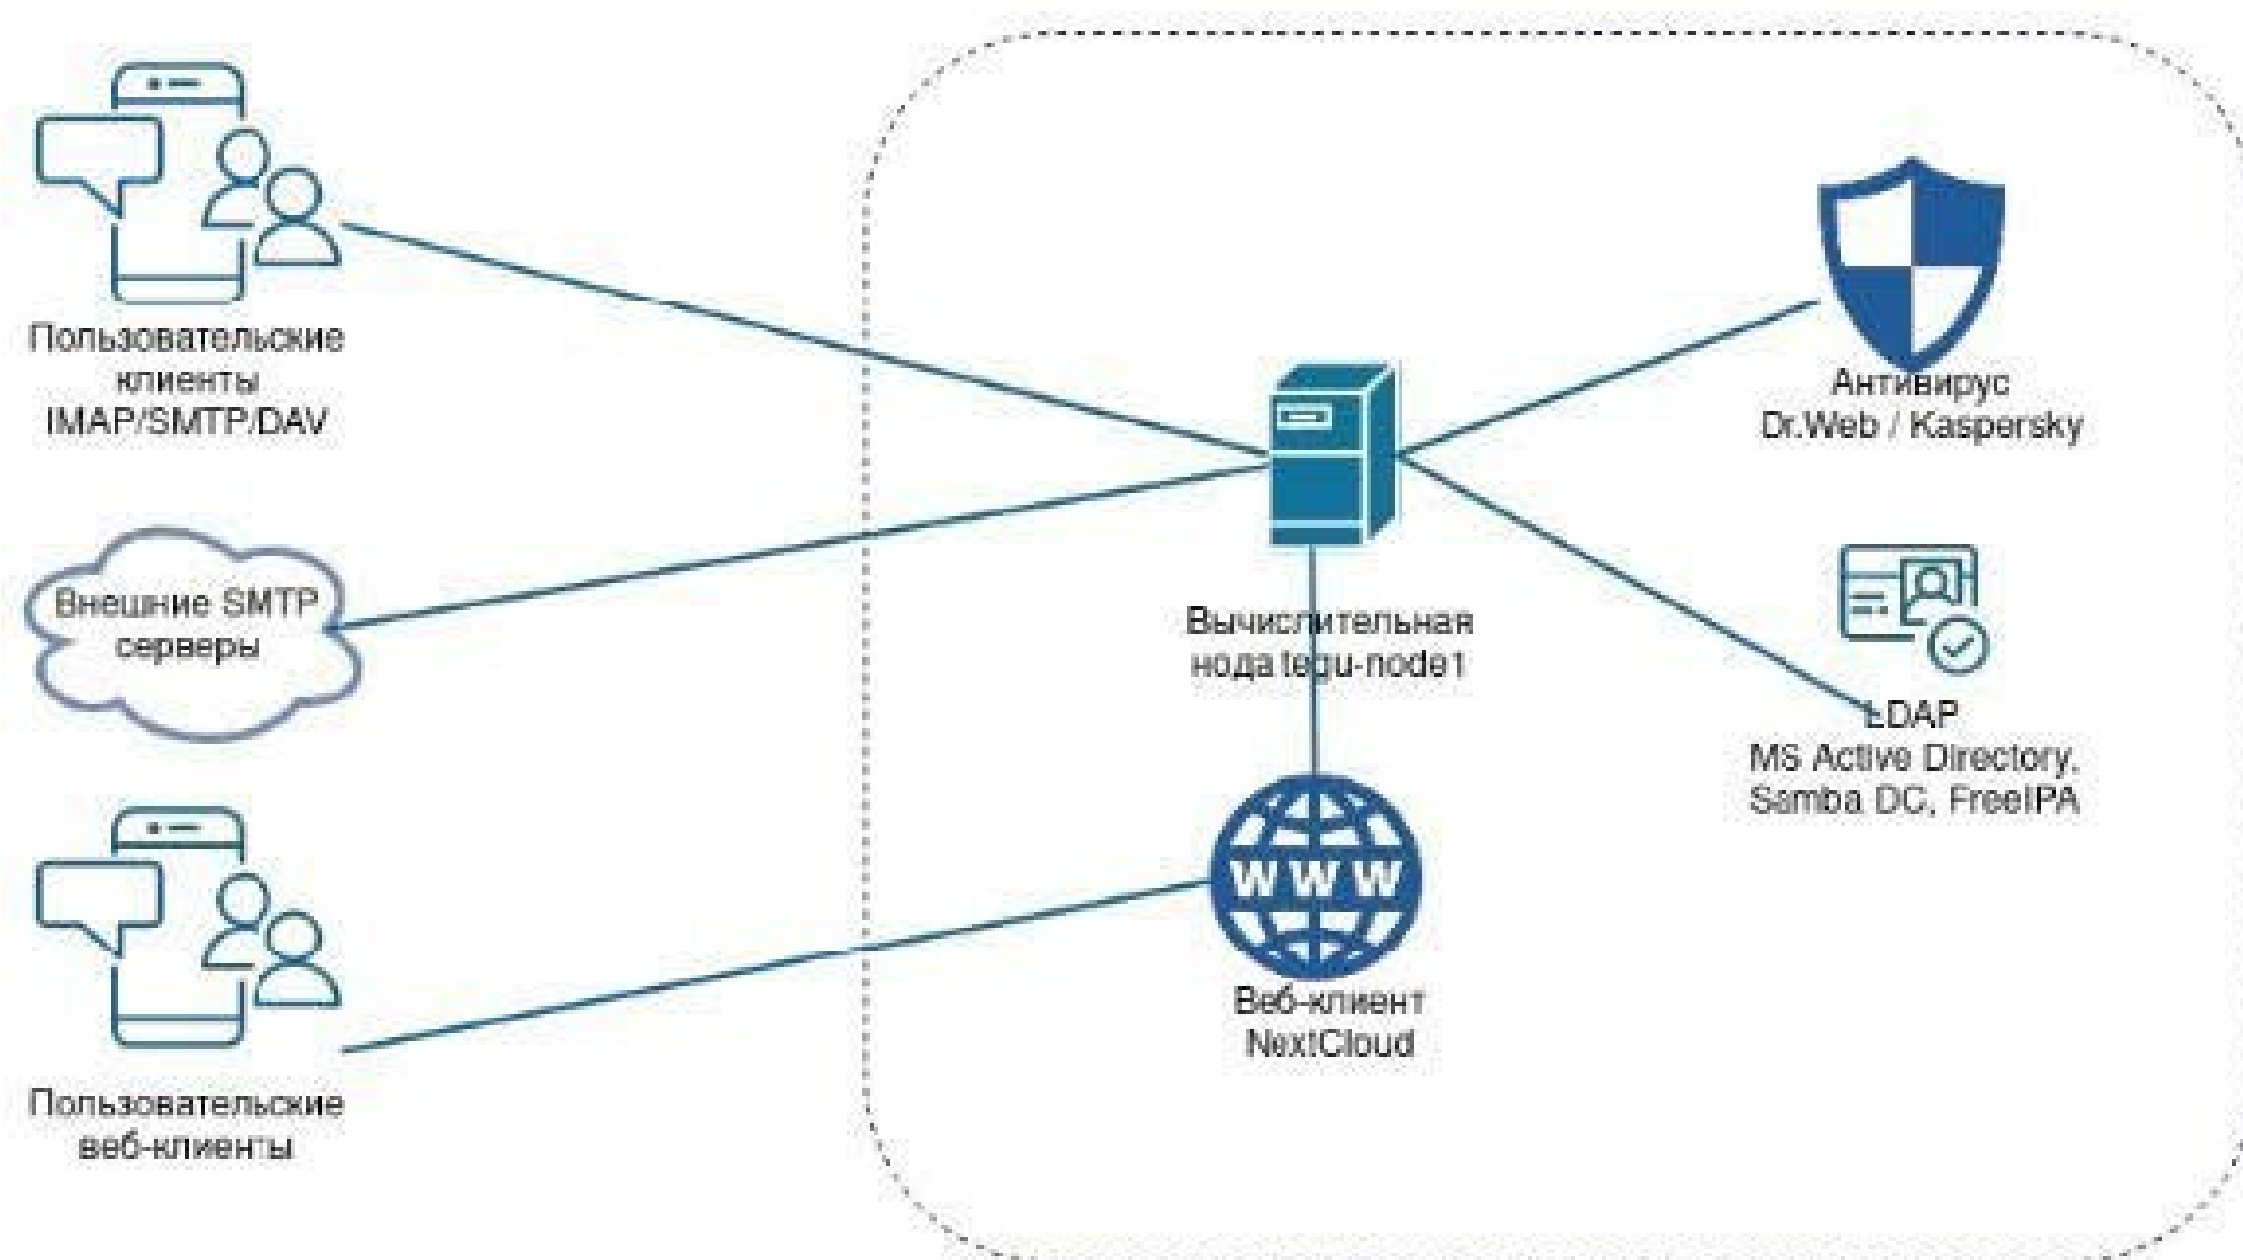 Пользовательские
клиенты
IMAP/SMTP/DAV
Внешние SMTP
серверы
Пользовательские
веб-клиенты
Вычислительная
нода tegu-node1
WWW
Веб-клиент
NextCloud
Антивирус
Dr.Web / Kaspersky
LDAP
MS Active Directory,
Samba DC, FreeIPA